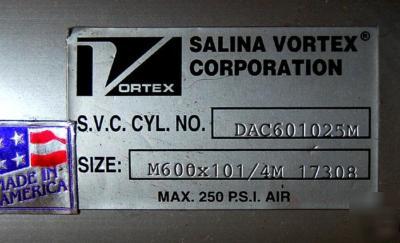 VORTEX
SALINA VORTEX®
CORPORATION
S.V.C. CYL. NO. DAC601025M
SIZE: M600x101/4M 17308
MAX. 250 P.S.I. AIR
MADE IN
AMERICA